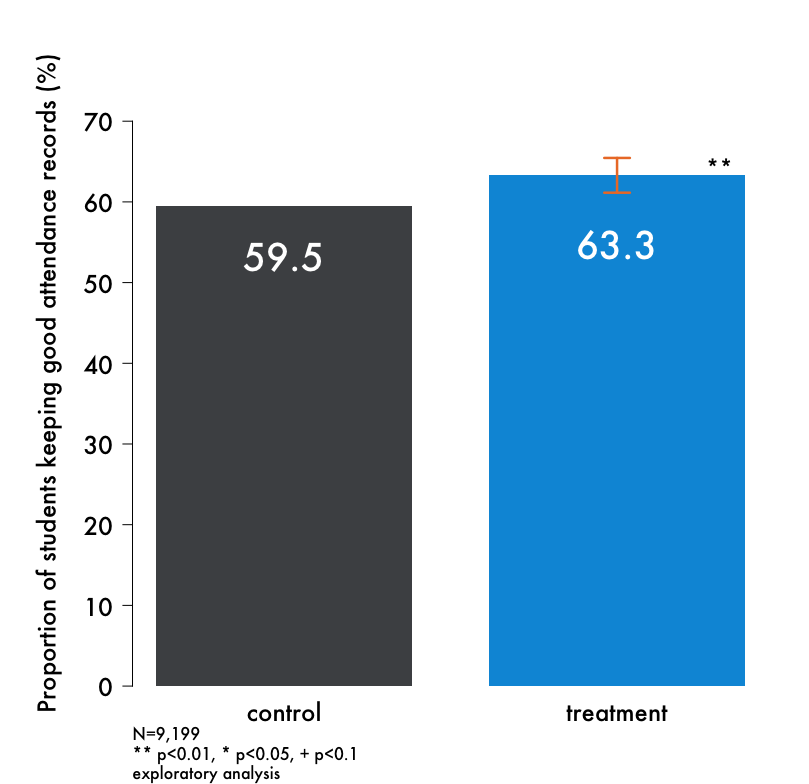 Proportion of students keeping good attendance records (%)
70
60
50
40
30
20
10
0
**
59.5
63.3
control
treatment
N=9,199
** p<0.01, * p<0.05, + p<0.1
exploratory analysis